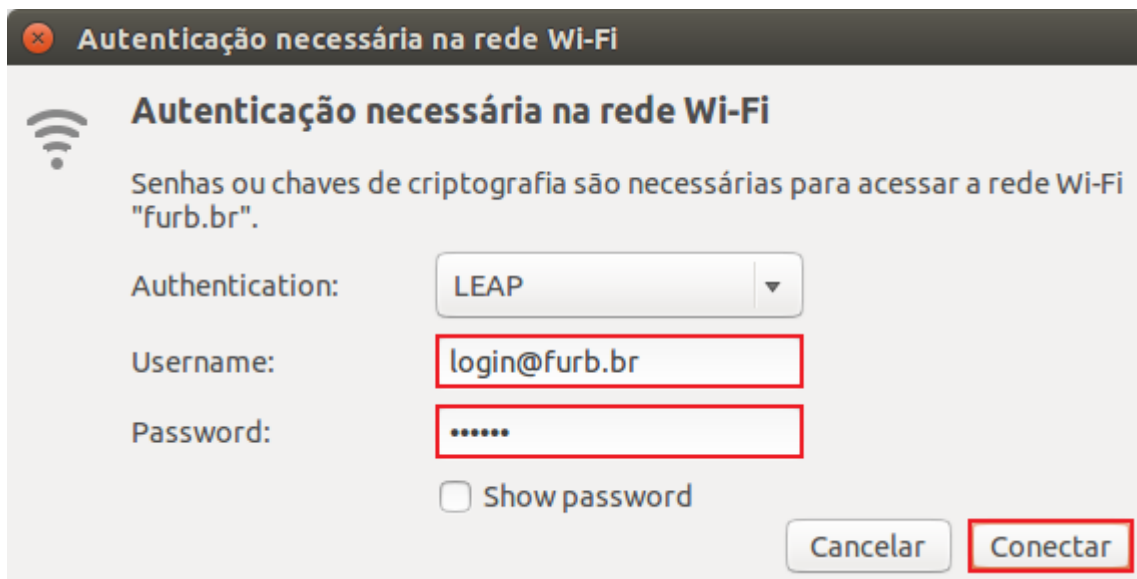 Autenticação necessária na rede Wi-Fi
Autenticação necessária na rede Wi-Fi
Senhas ou chaves de criptografia são necessárias para acessar a rede Wi-Fi
"furb.br".
Authentication: LEAP
Username: login@furb.br
Password: ••••••
Show password
Cancelar Conectar